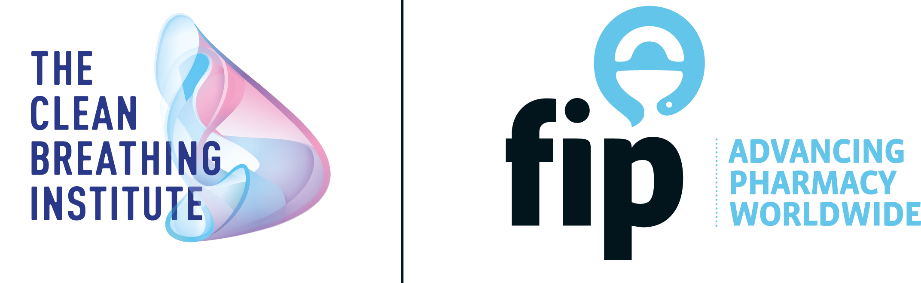 THE
CLEAN
BREATHING
INSTITUTE
fip
ADVANCING
PHARMACY
WORLDWIDE